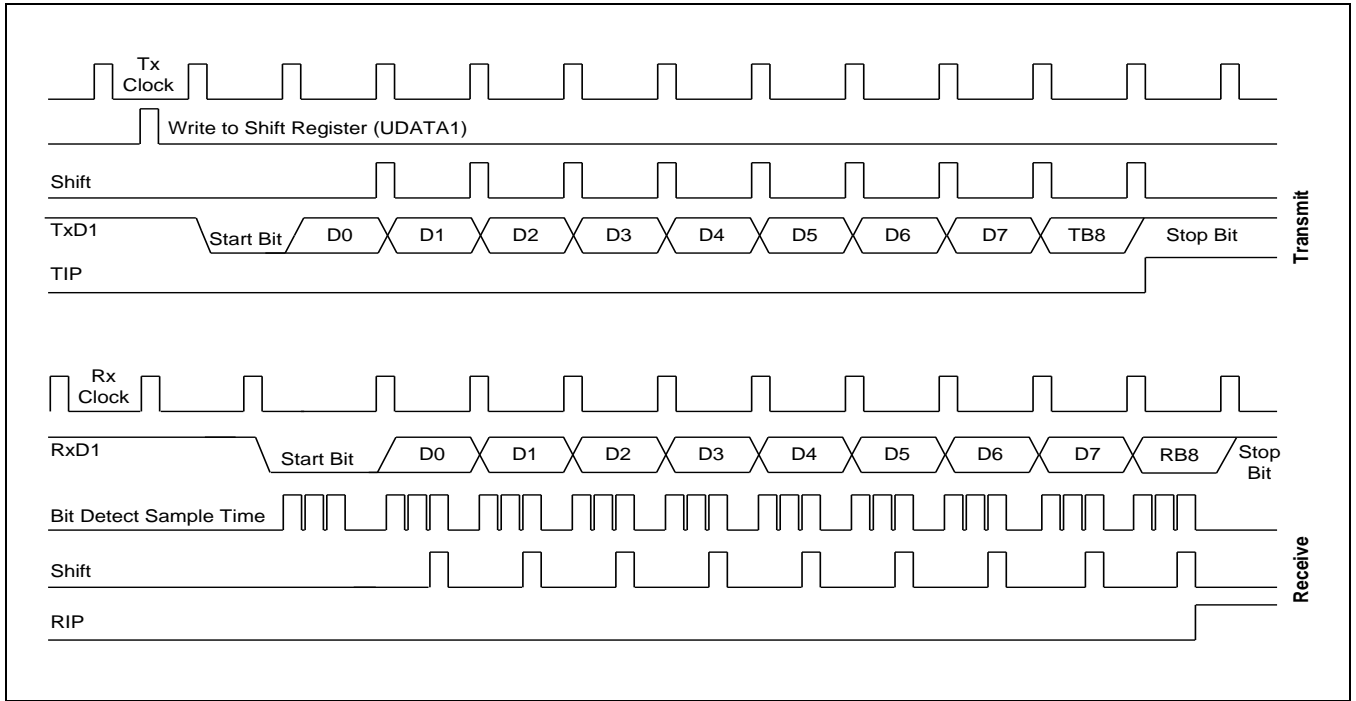 Tx
Clock
Write to Shift Register (UDATA1)
Shift
TxD1
Start Bit
D0
D1
D2
D3
D4
D5
D6
D7
TB8
Stop Bit
TIP
Transmit
Rx
Clock
RxD1
Start Bit
D0
D1
D2
D3
D4
D5
D6
D7
RB8
Stop
Bit
Bit Detect Sample Time
Shift
RIP
Receive